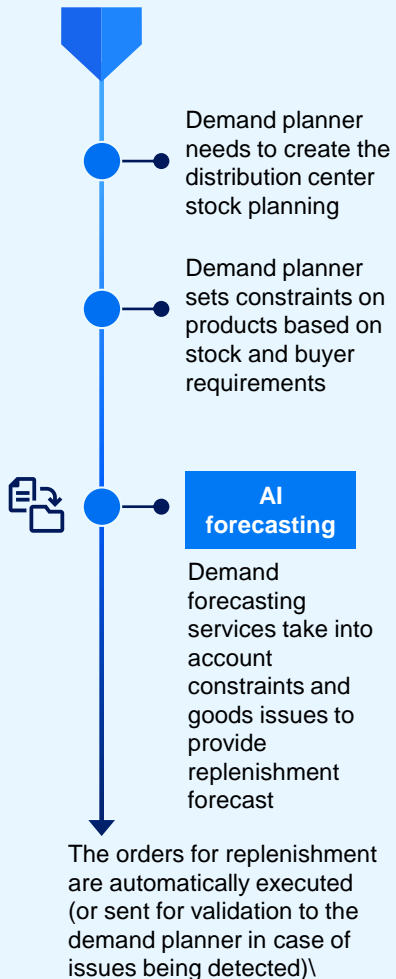 Demand planner
needs to create the
distribution center
stock planning
Demand planner
sets constraints on
products based on
stock and buyer
requirements
AI
forecasting
Demand
forecasting
services take into
account
constraints and
goods issues to
provide
replenishment
forecast
The orders for replenishment
are automatically executed
(or sent for validation to the
demand planner in case of
issues being detected)\